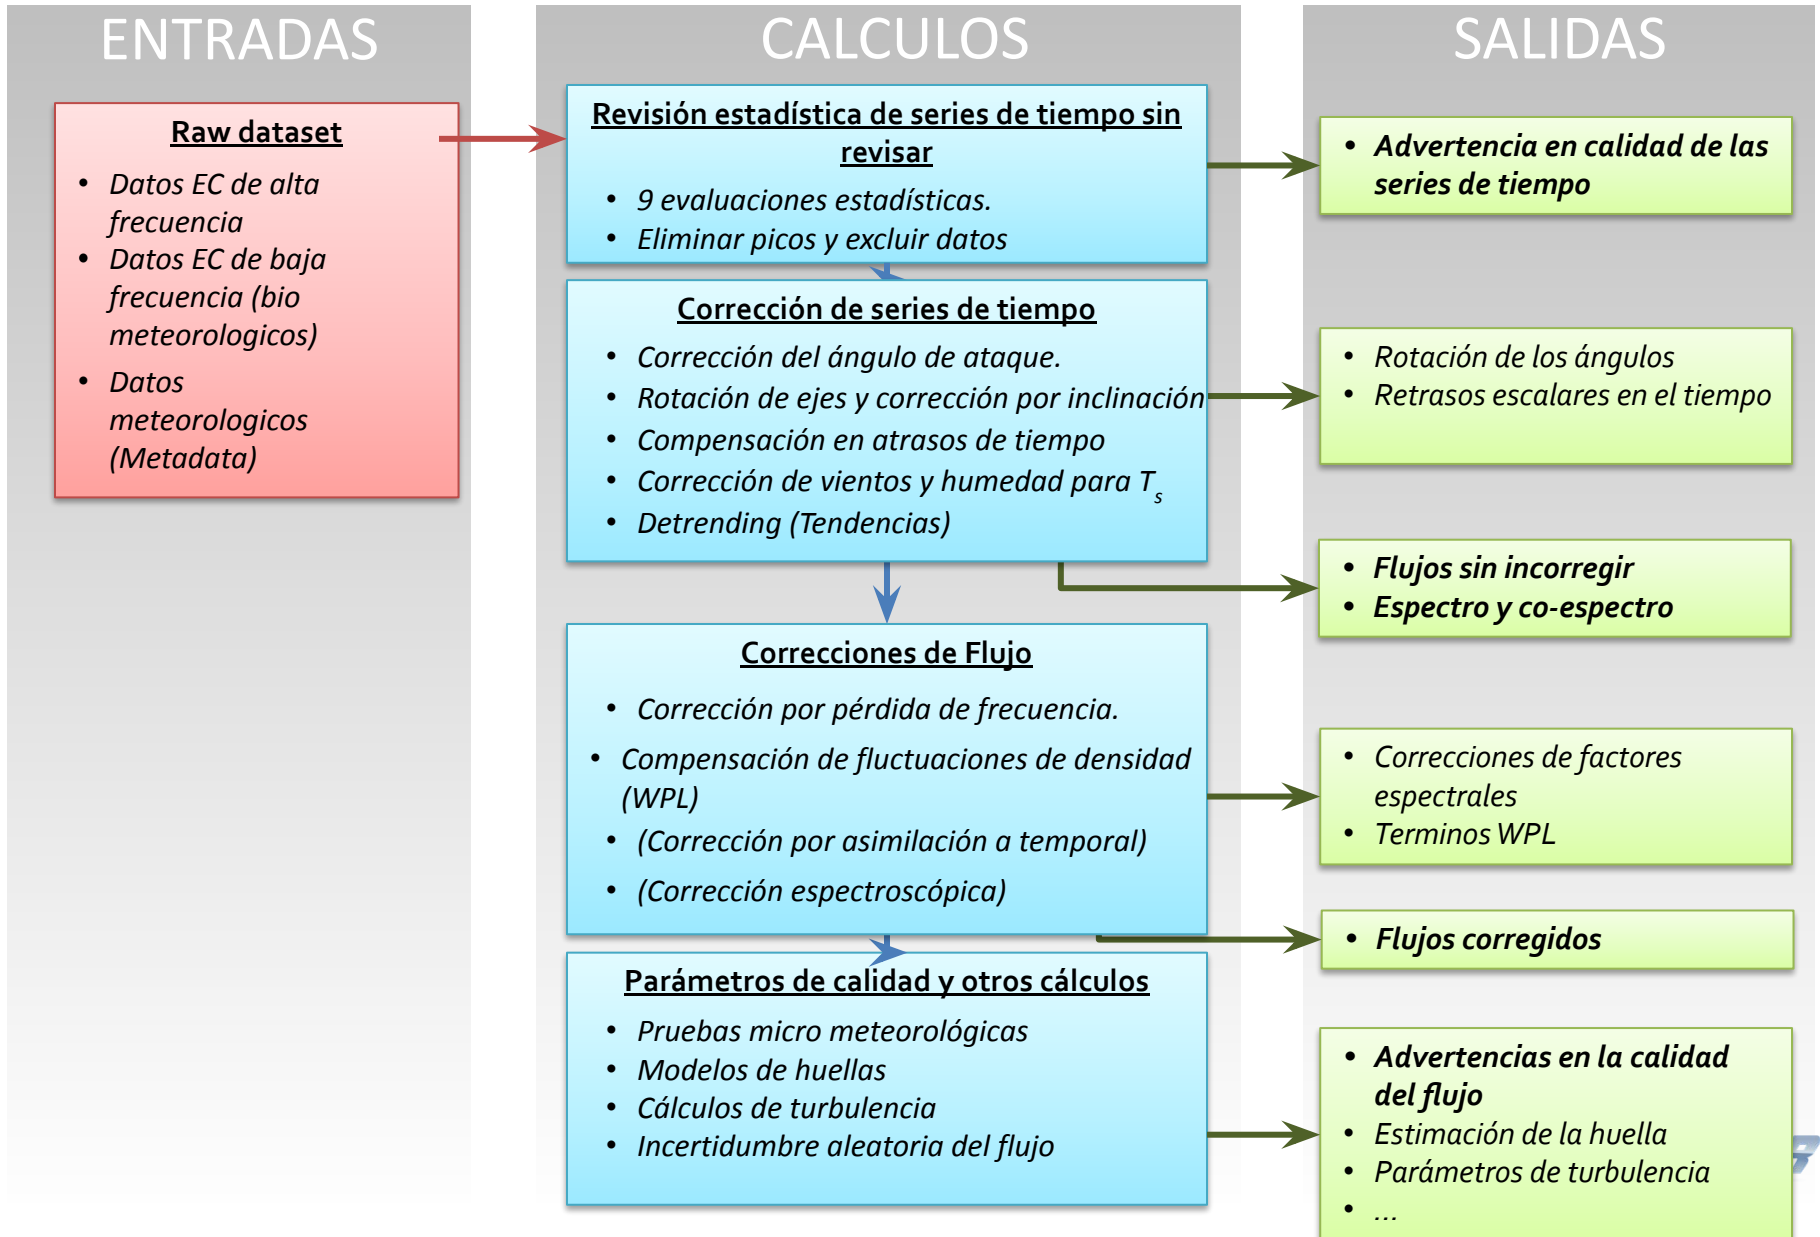 ENTRADAS
Raw dataset
• Datos EC de alta
frecuencia
• Datos EC de baja
frecuencia (bio
meteorologicos)
• Datos
meteorologicos
(Metadata)
CALCULOS
Revisión estadística de series de tiempo sin
revisar
• 9 evaluaciones estadísticas.
• Eliminar picos y excluir datos
Corrección de series de tiempo
• Corrección del ángulo de ataque.
• Rotación de ejes y corrección por inclinación
• Compensación en atrasos de tiempo
• Corrección de vientos y humedad para Ts
• Detrending (Tendencias)
Correcciones de Flujo
• Corrección por pérdida de frecuencia.
• Compensación de fluctuaciones de densidad
(WPL)
• (Corrección por asimilación a temporal)
• (Corrección espectroscópica)
Parámetros de calidad y otros cálculos
• Pruebas micro meteorológicas
• Modelos de huellas
• Cálculos de turbulencia
• Incertidumbre aleatoria del flujo
SALIDAS
• Advertencia en calidad de las
series de tiempo
• Rotación de los ángulos
• Retrasos escalares en el tiempo
• Flujos sin incorregir
• Espectro y co-espectro
• Correcciones de factores
espectrales
• Terminos WPL
• Flujos corregidos
• Advertencias en la calidad
del flujo
• Estimación de la huella
• Parámetros de turbulencia
• ...